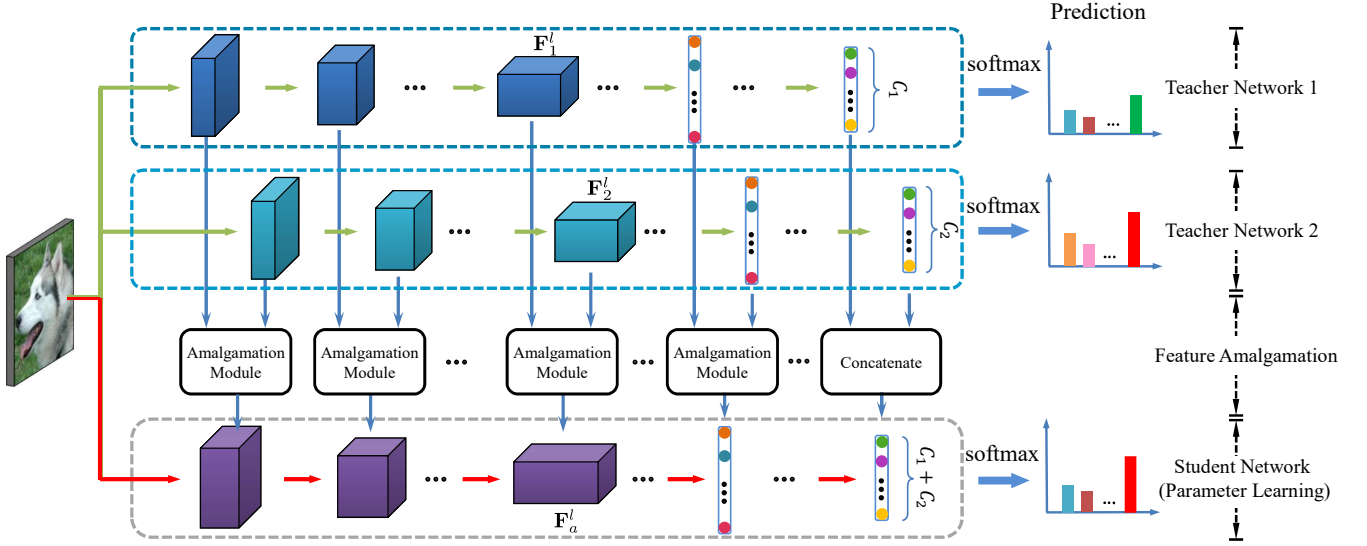 Prediction
F_1^l
C_1
softmax
...
Teacher Network 1
F_2^l
C_2
softmax
...
Teacher Network 2
Amalgamation
Module
Amalgamation
Module
Amalgamation
Module
Amalgamation
Module
Concatenate
Feature Amalgamation
F_a^l
C_1 + C_2
softmax
...
Student Network
(Parameter Learning)